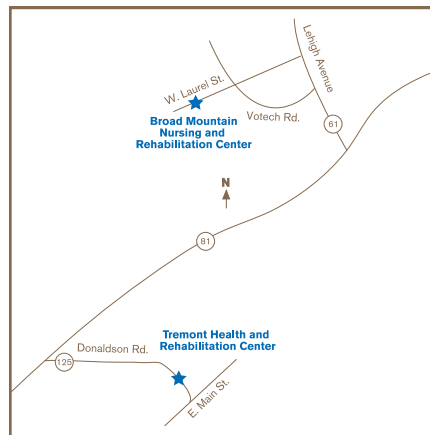 Lehigh Avenue
W. Laurel St.
Broad Mountain
Nursing and
Rehabilitation Center
Votech Rd.
61
N
81
Tremont Health and
Rehabilitation Center
Donaldson Rd.
125
E. Main St.